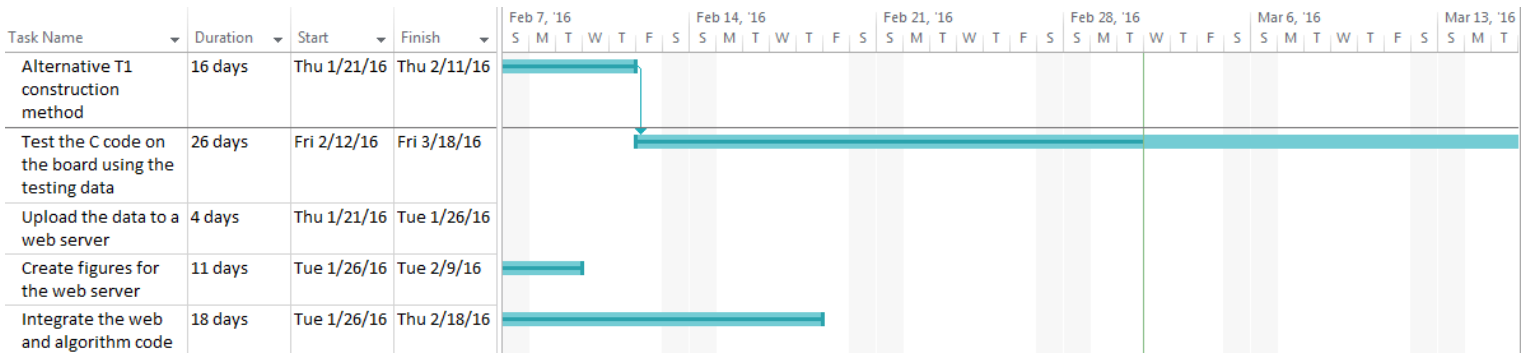 Feb 7, '16 Feb 14, '16 Feb 21, '16 Feb 28, '16 Mar 6, '16 Mar 13, '16
Task Name Duration Start Finish S M T W T F S S M T W T F S S M T W T F S S M T W T F S S M T W T F S S M T
Alternative T1 16 days Thu 1/21/16 Thu 2/11/16
construction
method
Test the C code on 26 days Fri 2/12/16 Fri 3/18/16
the board using the
testing data
Upload the data to a 4 days Thu 1/21/16 Tue 1/26/16
web server
Create figures for 11 days Tue 1/26/16 Tue 2/9/16
the web server
Integrate the web 18 days Tue 1/26/16 Thu 2/18/16
and algorithm code